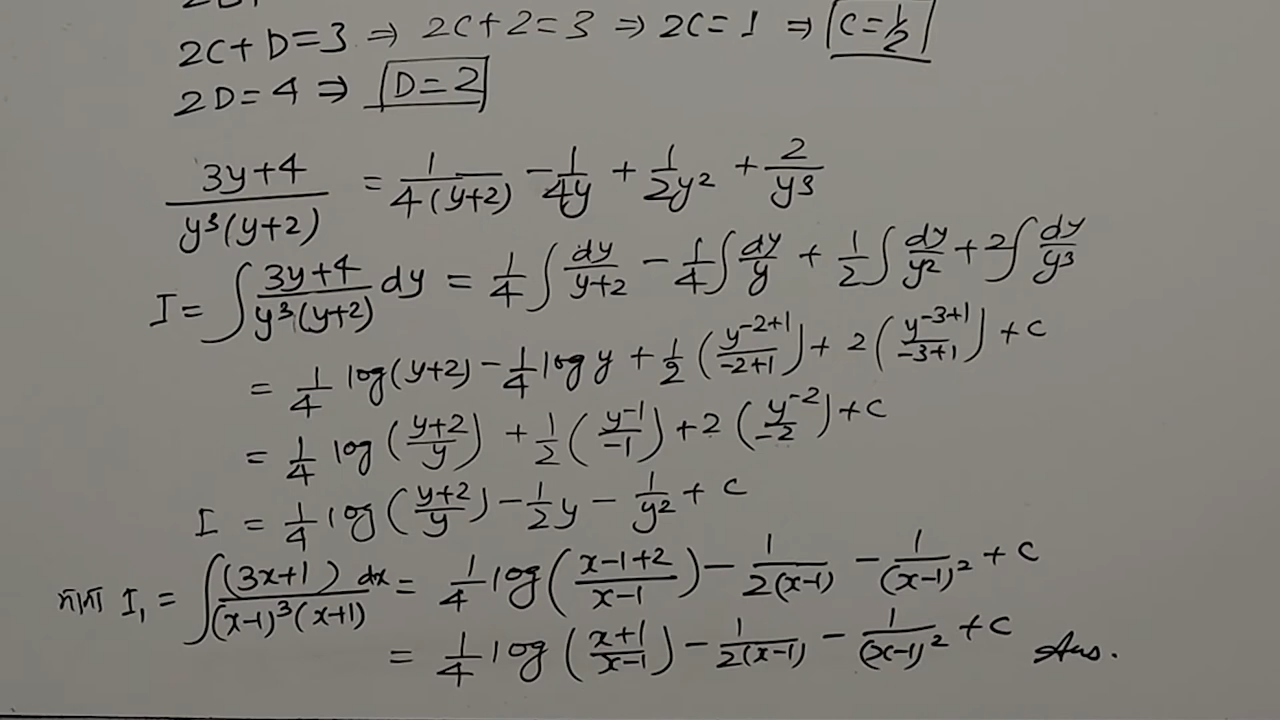 2C+D=3 ⇒ 2C+2=3 ⇒ 2C=1 ⇒ C=1/2
2D=4 ⇒ D=2
(3y+4)/(y³(y+2)) = 1/(4(y+2)) - 1/4y + 1/2y² + 2/y³
I = ∫ (3y+4)/(y³(y+2)) dy = 1/4 ∫ dy/(y+2) - 1/4 ∫ dy/y + 1/2 ∫ dy/y² + 2∫ dy/y³
= 1/4 log(y+2) - 1/4 log y + 1/2 (y^(-2+1)/(-2+1)) + 2 (y^(-3+1)/(-3+1)) + c
= 1/4 log((y+2)/y) + 1/2 (y^(-1)/(-1)) + 2 (y^(-2)/(-2)) + c
I = 1/4 log((y+2)/y) - 1/2y - 1/y² + c
I₁ = ∫ (3x+1) dx/((x-1)³(x+1)) = 1/4 log((x-1+2)/(x-1)) - 1/(2(x-1)) - 1/(x-1)² + c
= 1/4 log((x+1)/(x-1)) - 1/(2(x-1)) - 1/(x-1)² + c Ans.